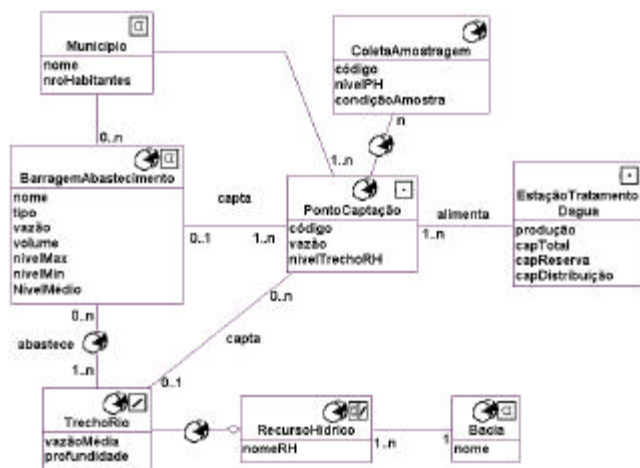 Município
nome
nroHabitantes
ColetaAmostragem
código
nivelPH
condiçãoAmostra
n
0..n
1..n
BarragemAbastecimento
nome
tipo
vazão
volume
nivelMax
nivelMin
NivelMédio
capta
0..1
1..n
PontoCaptação
código
vazão
nivelTrechoRH
alimenta
1..n
EstaçãoTratamento
Dagua
produção
capTotal
capReserva
capDistribuição
0..n
0..n
abastece
capta
1..n
0..1
TrechoRio
vazãoMédia
profundidade
RecursoHídrico
nomeRH
1..n
1
Bacia
nome